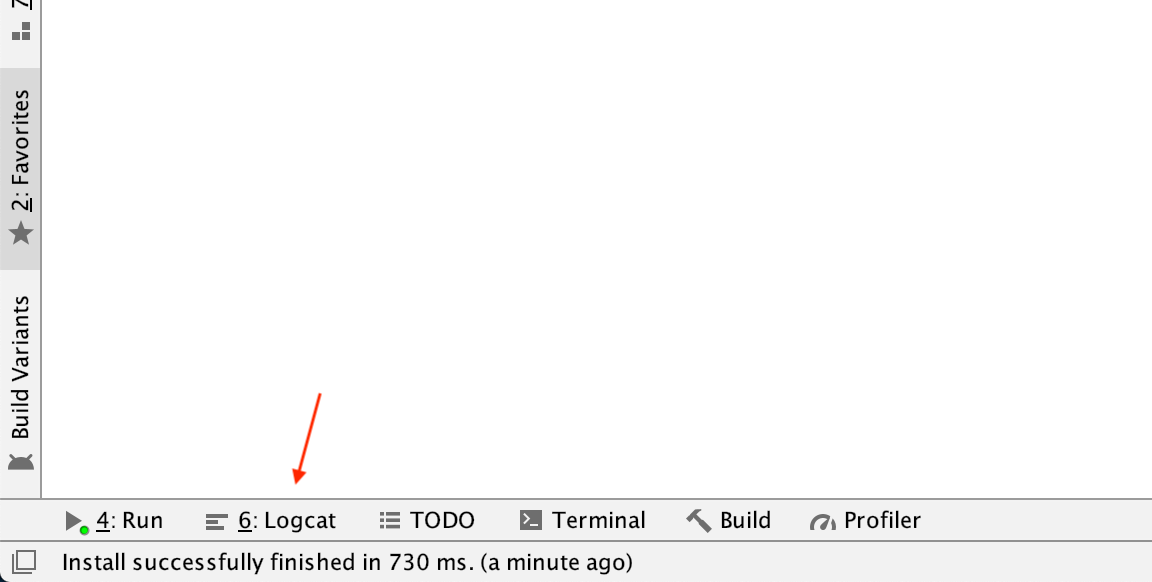 2: Favorites
Build Variants
4: Run
6: Logcat
TODO
Terminal
Build
Profiler
Install successfully finished in 730 ms. (a minute ago)